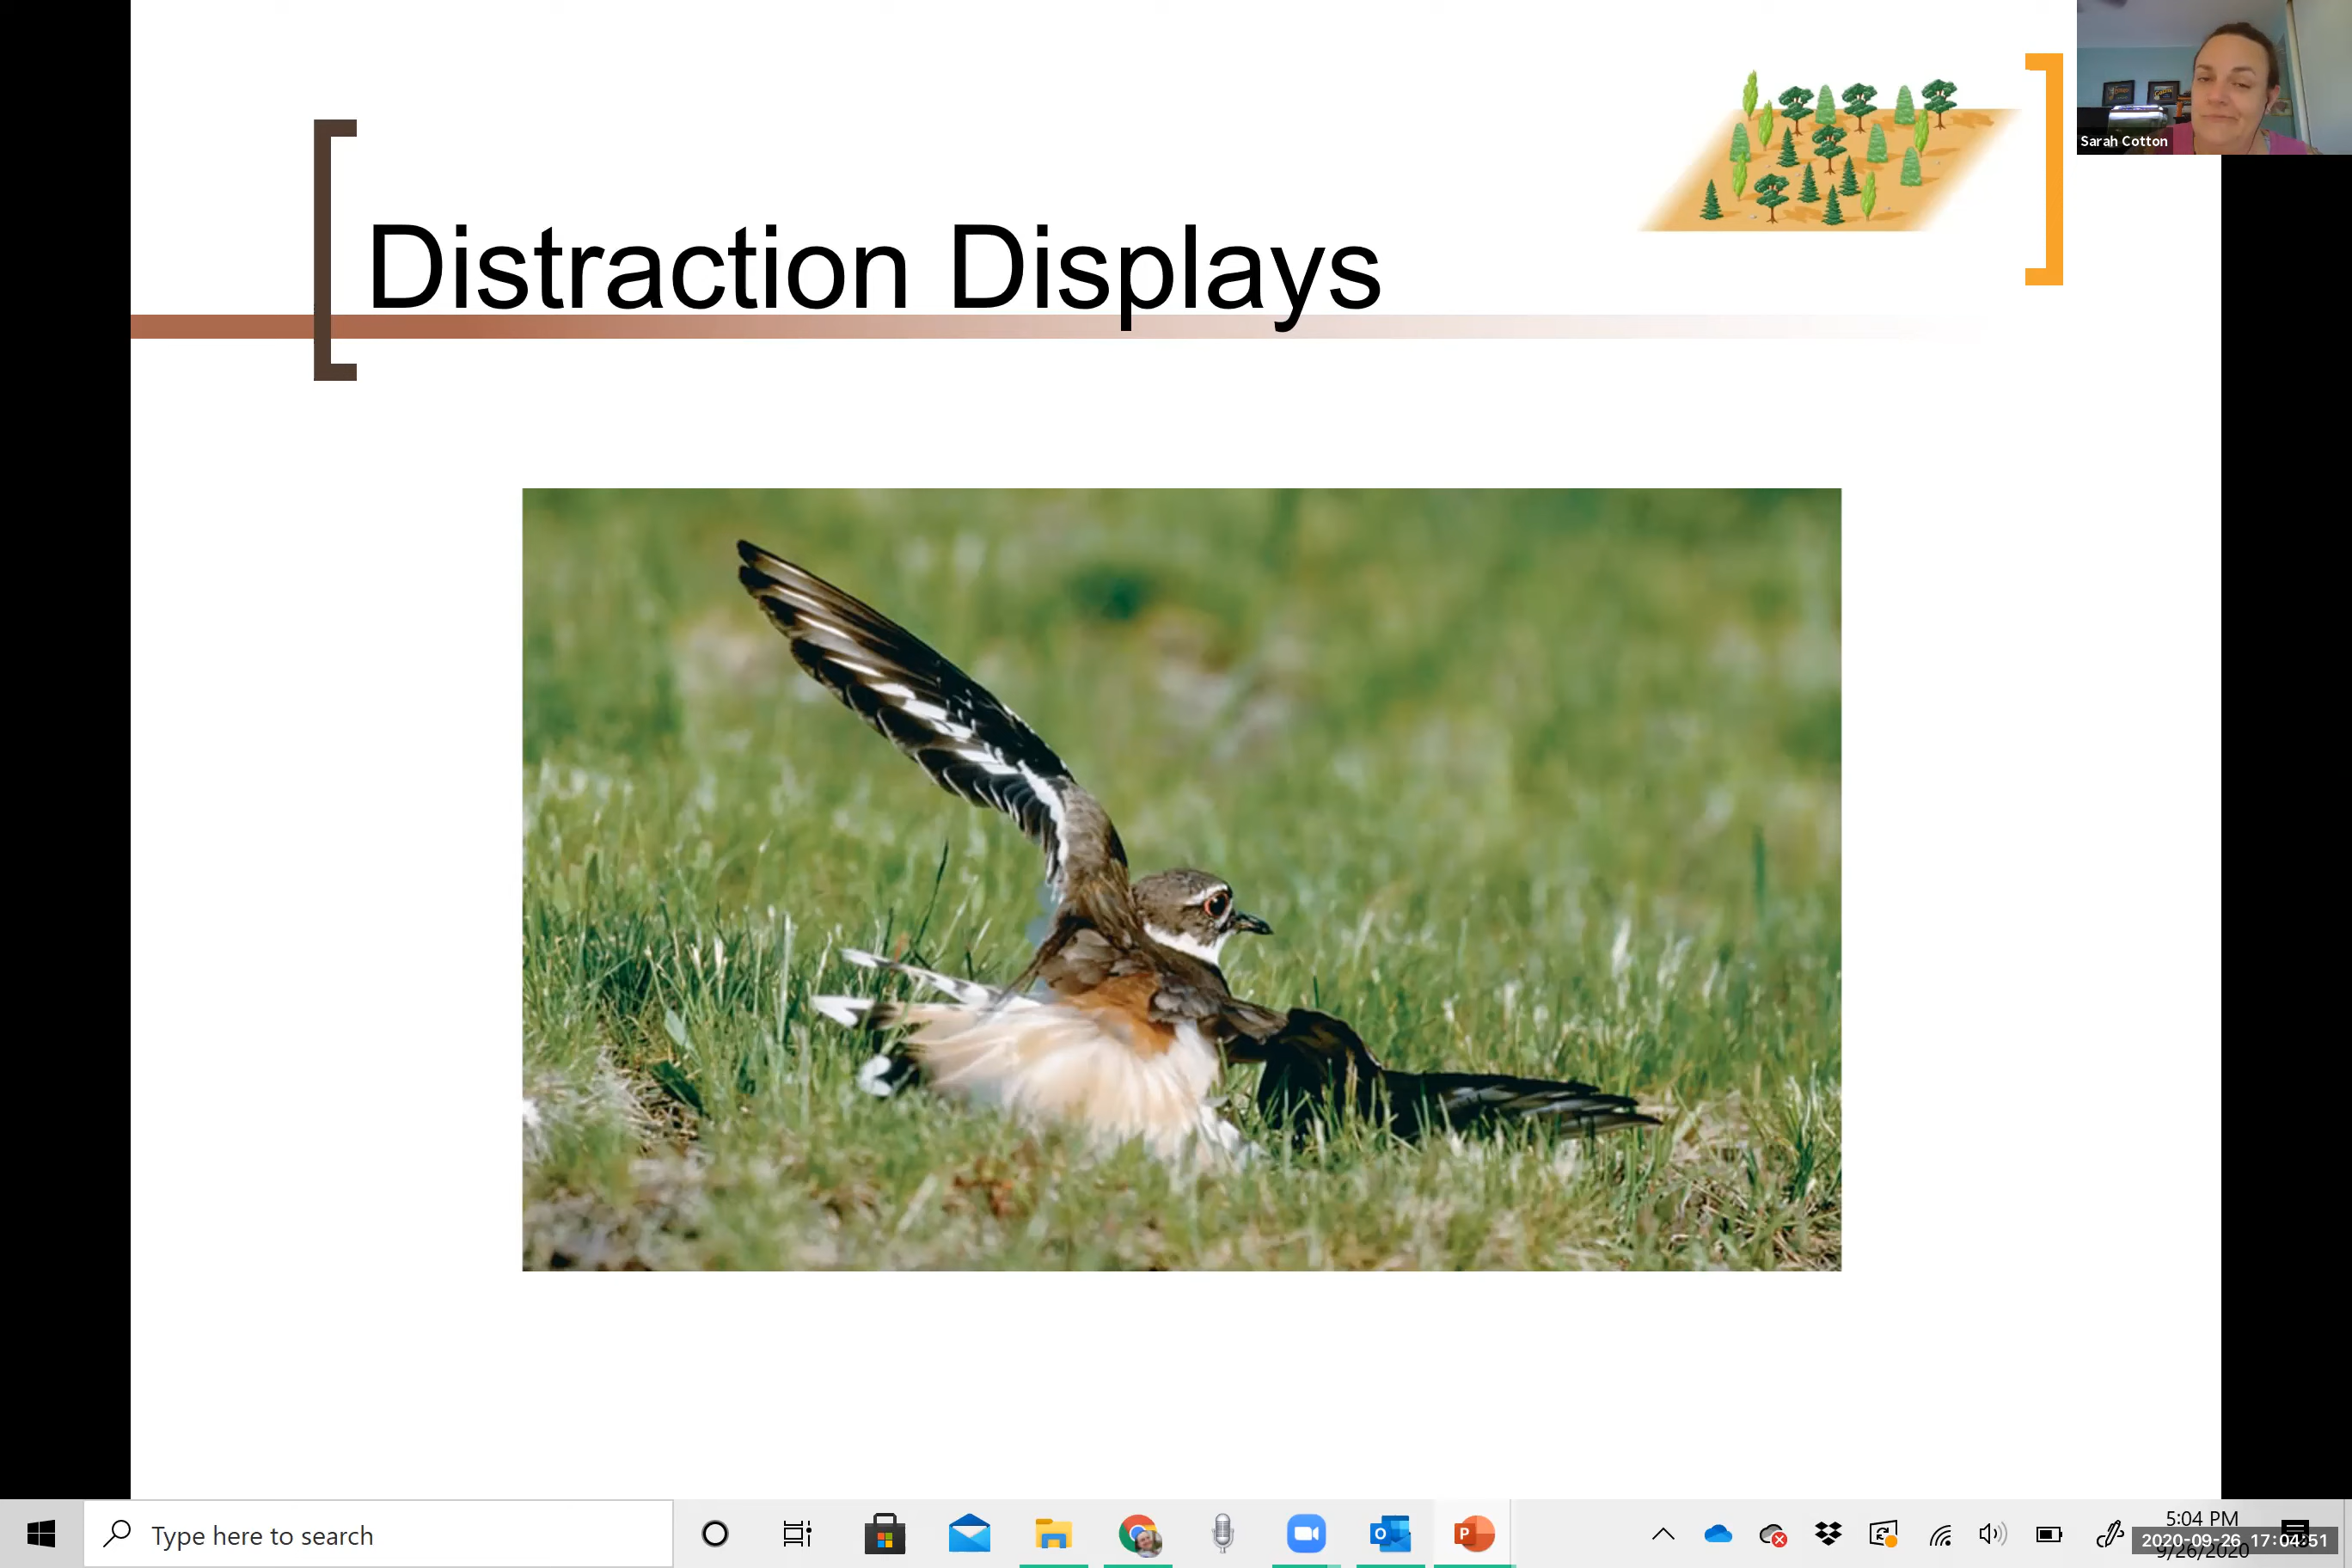 Distraction Displays
Sarah Cotton
Type here to search
5:04 PM
2020-09-26 17:04:51
9/26/2020